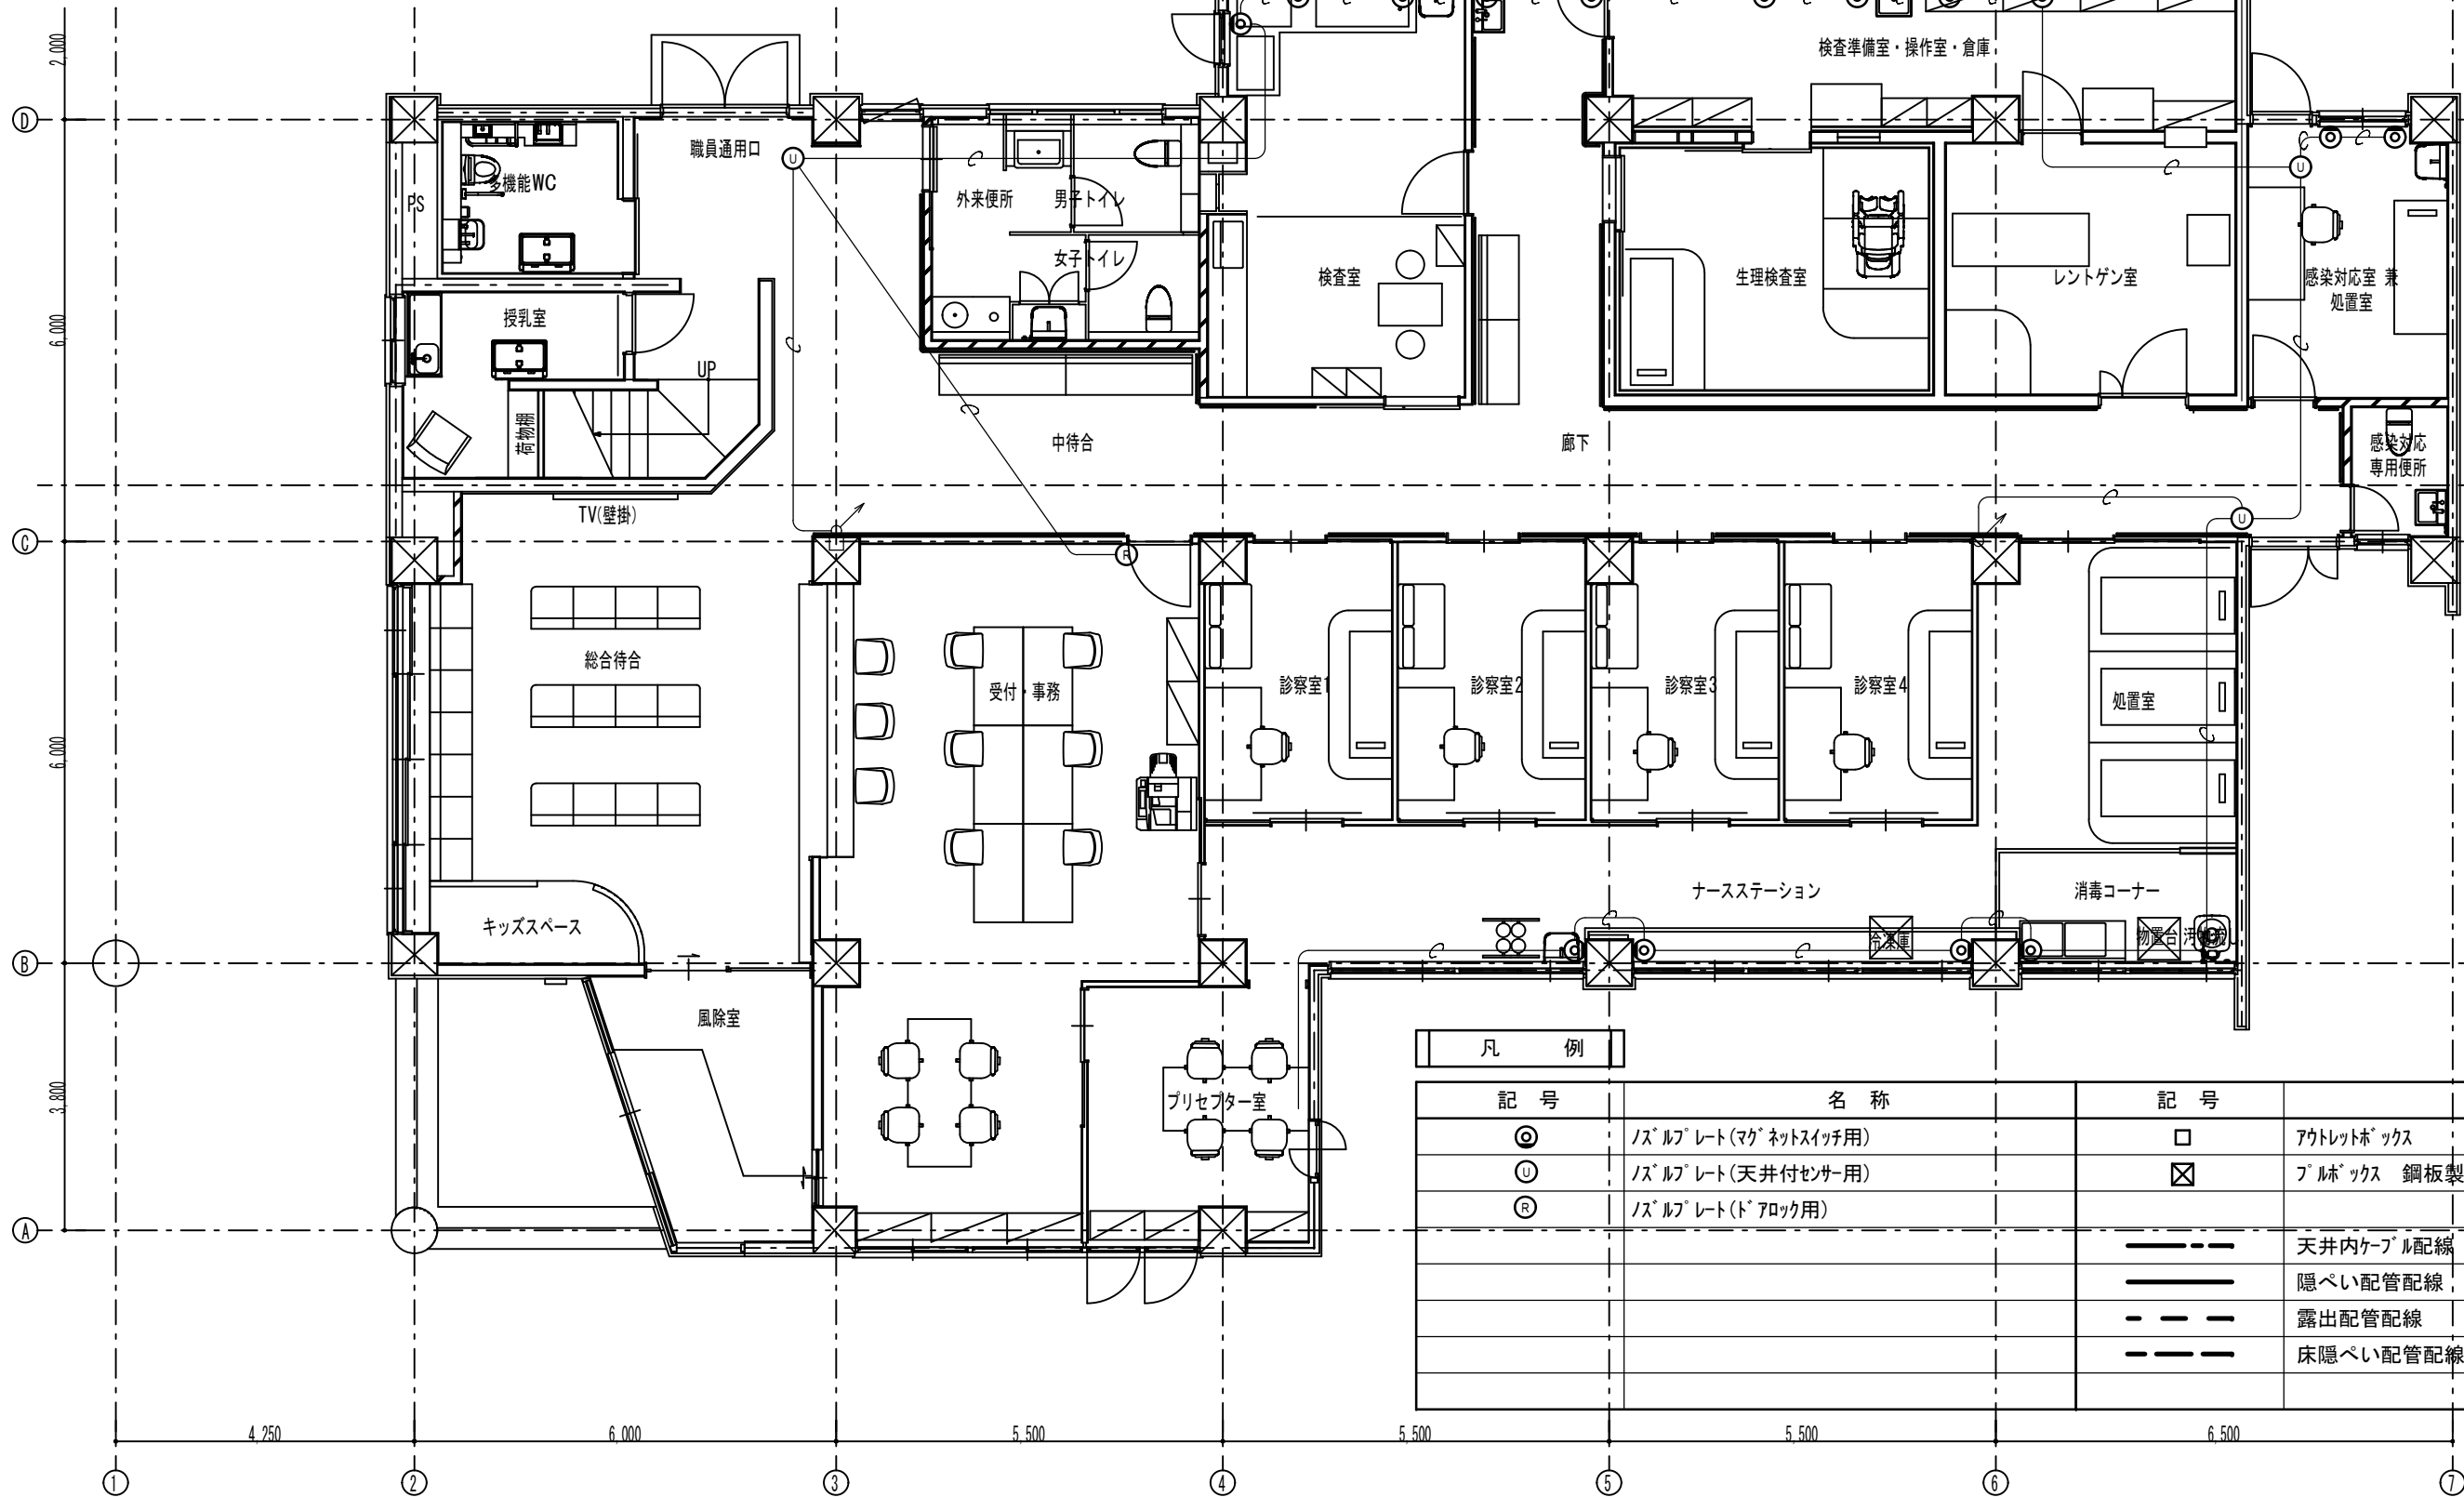 2,000
検査準備室・操作室・倉庫
D
職員通用口
U
U
多機能WC
PS
外来便所
男子トイレ
女子トイレ
検査室
生理検査室
レントゲン室
感染対応室 兼
処置室
授乳室
6,000
UP
荷物棚
中待合
廊下
感染対応
専用便所
TV(壁掛)
U
C
R
総合待合
受付・事務
診察室1
診察室2
診察室3
診察室4
処置室
6,000
ナースステーション
消毒コーナー
キッズスペース
冷凍庫
物置台
B
風除室
凡 例
3,800
プリセプター室
記 号
名 称
記 号
ノズルプレート(マグネットスイッチ用)
アウトレットボックス
U
ノズルプレート(天井付センサー用)
プルボックス 鋼板製
R
ノズルプレート(ドアロック用)
A
天井内ケーブル配線
隠ぺい配管配線
露出配管配線
床隠ぺい配管配線
4,250
6,000
5,500
5,500
5,500
6,500
1
2
3
4
5
6
7